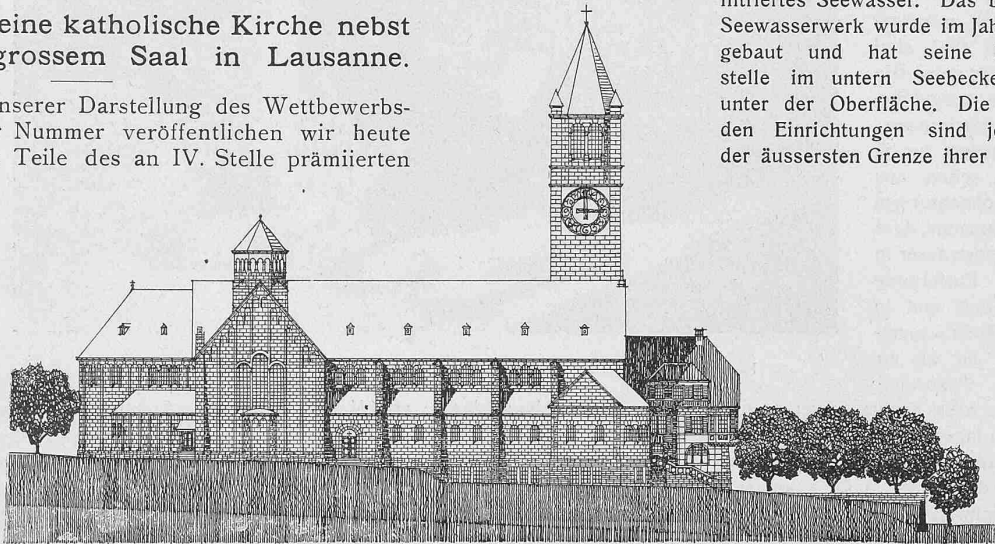 eine katholische Kirche nebst
grossem Saal in Lausanne.
nserer Darstellung des Wettbewerbs-
r Nummer veröffentlichen wir heute
Teile des an IV. Stelle prämiierten
Seewasser. Das
Seewasserwerk wurde im Jah
gebaut und hat seine
stelle im untern Seebecke
unter der Oberfläche. Die
den Einrichtungen sind j
der äussersten Grenze ihrer